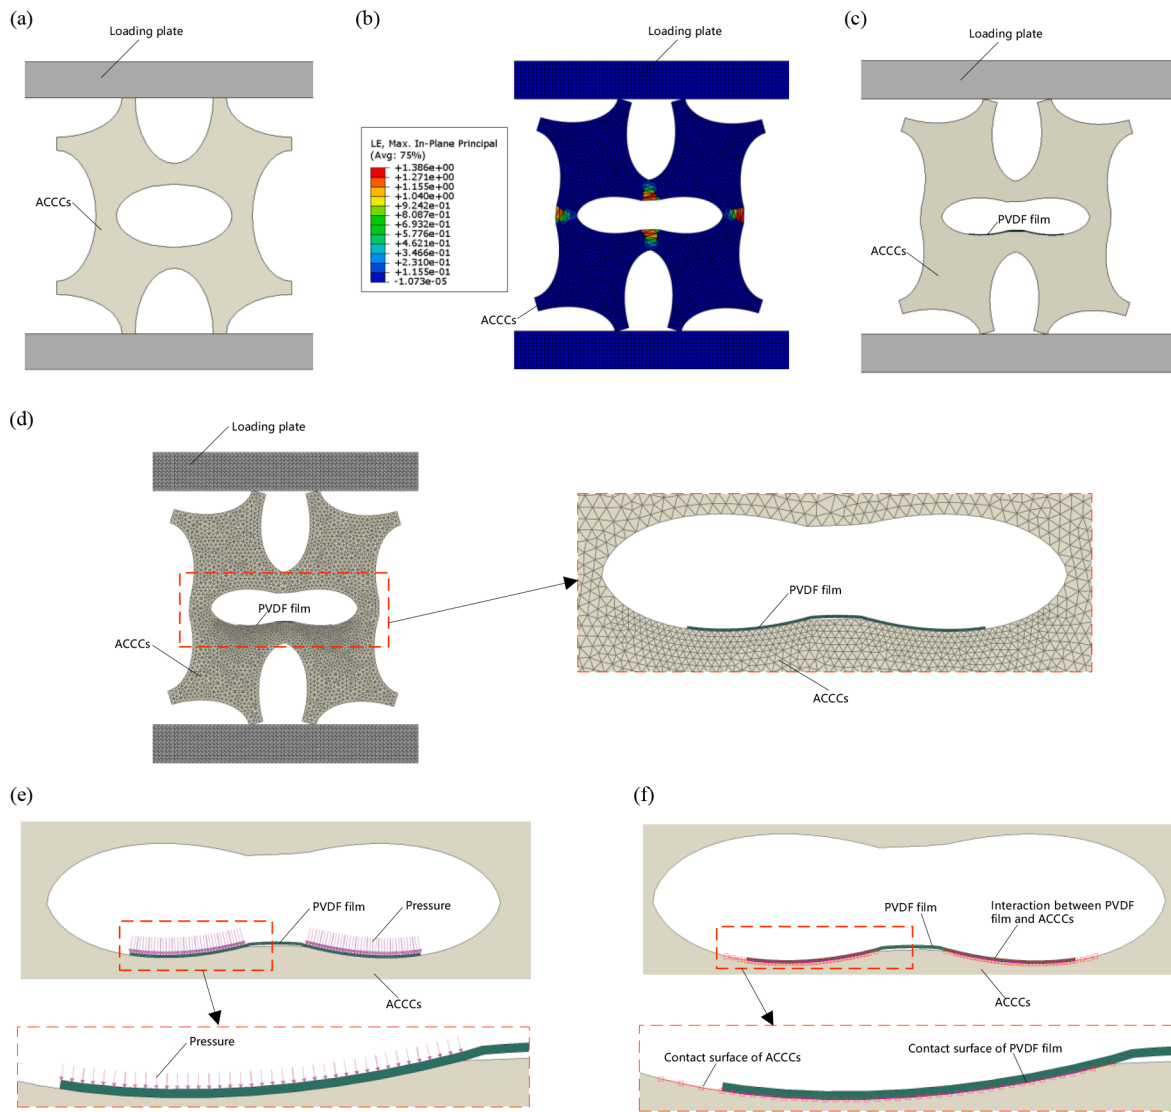 (a)
Loading plate
ACCCs
(b)
Loading plate
LE, Max. In-Plane Principal
(Avg: 75%)
+1.386e+00
+1.271e+00
+1.155e+00
+1.040e+00
+9.242e-01
+8.087e-01
+6.932e-01
+5.776e-01
+4.621e-01
+3.466e-01
+2.310e-01
+1.155e-01
-1.073e-05
ACCCs
(c)
Loading plate
PVDF film
ACCCs
(d)
Loading plate
PVDF film
ACCCs
PVDF film
ACCCs
(e)
PVDF film
Pressure
ACCCs
Pressure
(f)
PVDF film
Interaction between PVDF
film and ACCCs
ACCCs
Contact surface of ACCCs
Contact surface of PVDF film